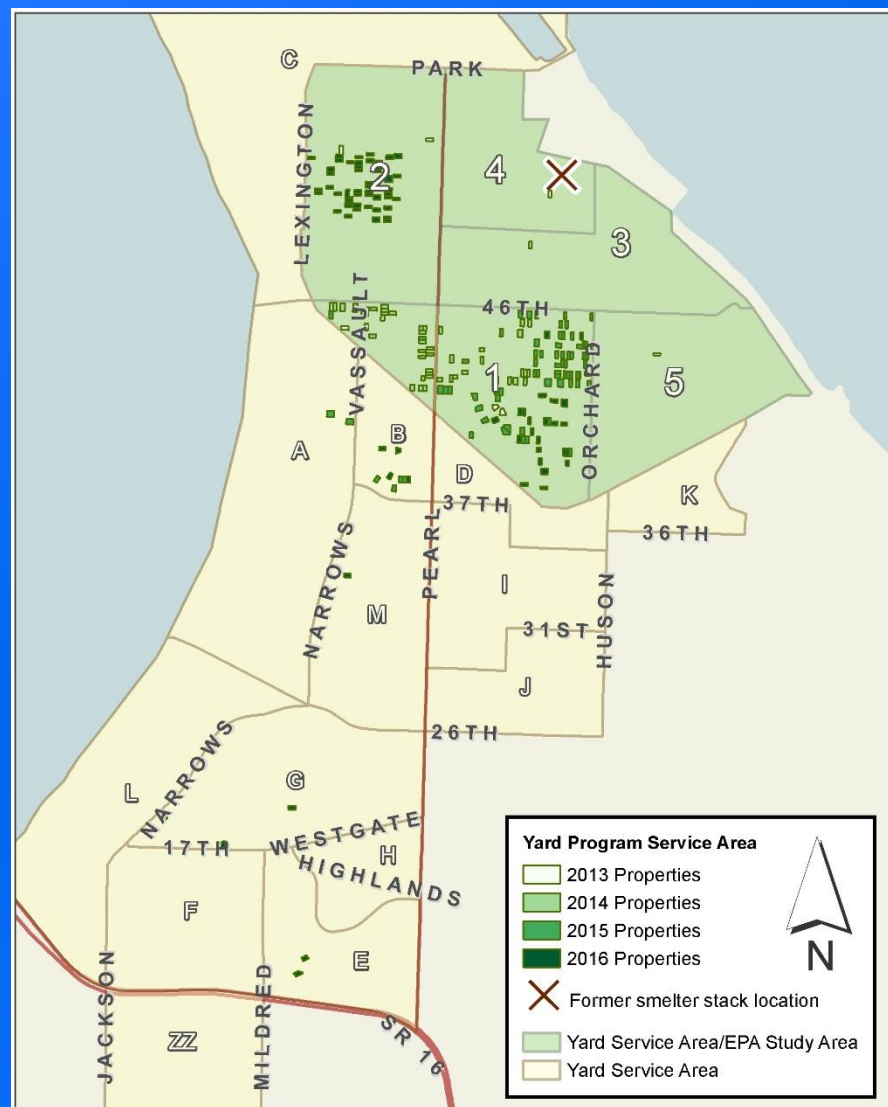 C
PARK
LEXINGTON
2
4
3
VASSAULT
46TH
1
ORCHARD
5
A
B
D
K
37TH
36TH
NARROWS
PEARL
I
M
31ST
HUSON
J
26TH
NARROWS
G
L
WESTGATE
17TH
H
HIGHLANDS
F
E
JACKSON
MILDRED
ZZ
SR 16
Yard Program Service Area
2013 Properties
2014 Properties
2015 Properties
2016 Properties
Former smelter stack location
Yard Service Area/EPA Study Area
Yard Service Area
N